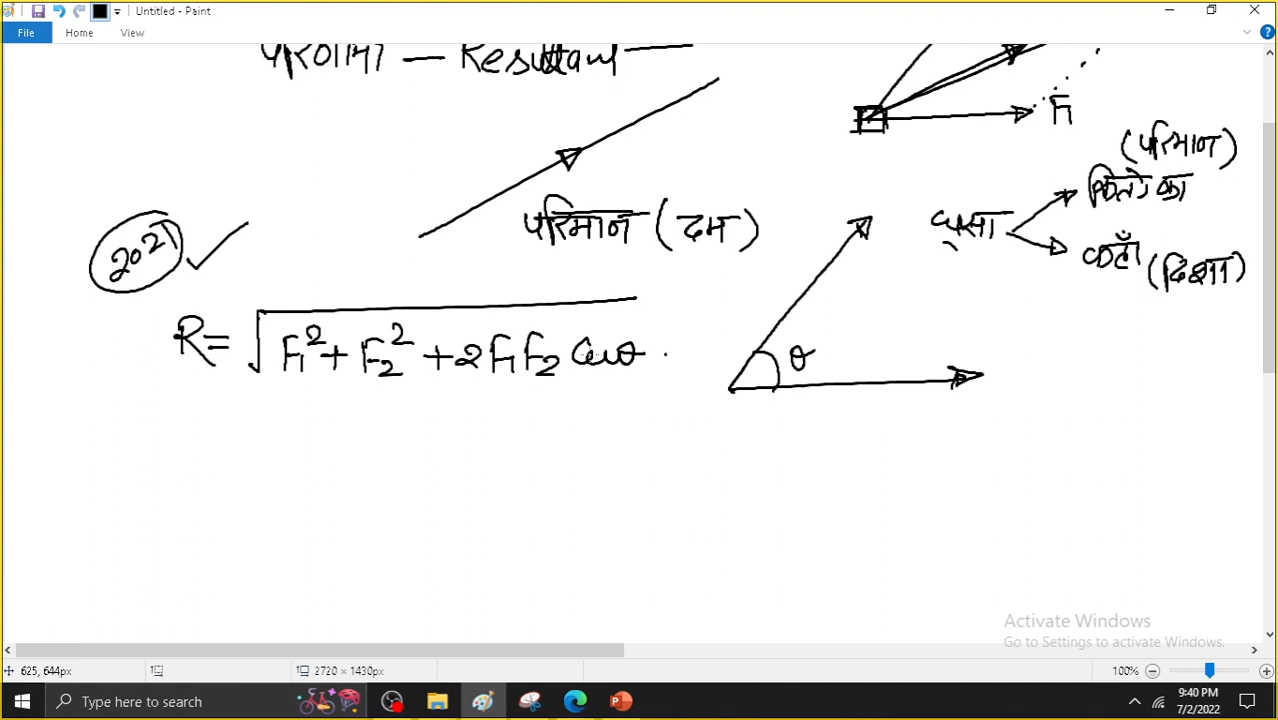 Untitled - Paint
File Home View
परिणामी — Resultant
F₁
(परिमाण)
कितने का
परिमान (दम)
घूसा
कहाँ (दिशा)
2021 ✓
R = √F₁² + F₂² + 2F₁F₂ Cosθ .
θ
Activate Windows
Go to Settings to activate Windows.
625, 644px
2720 × 1430px
100%
Type here to search
9:40 PM
7/2/2022